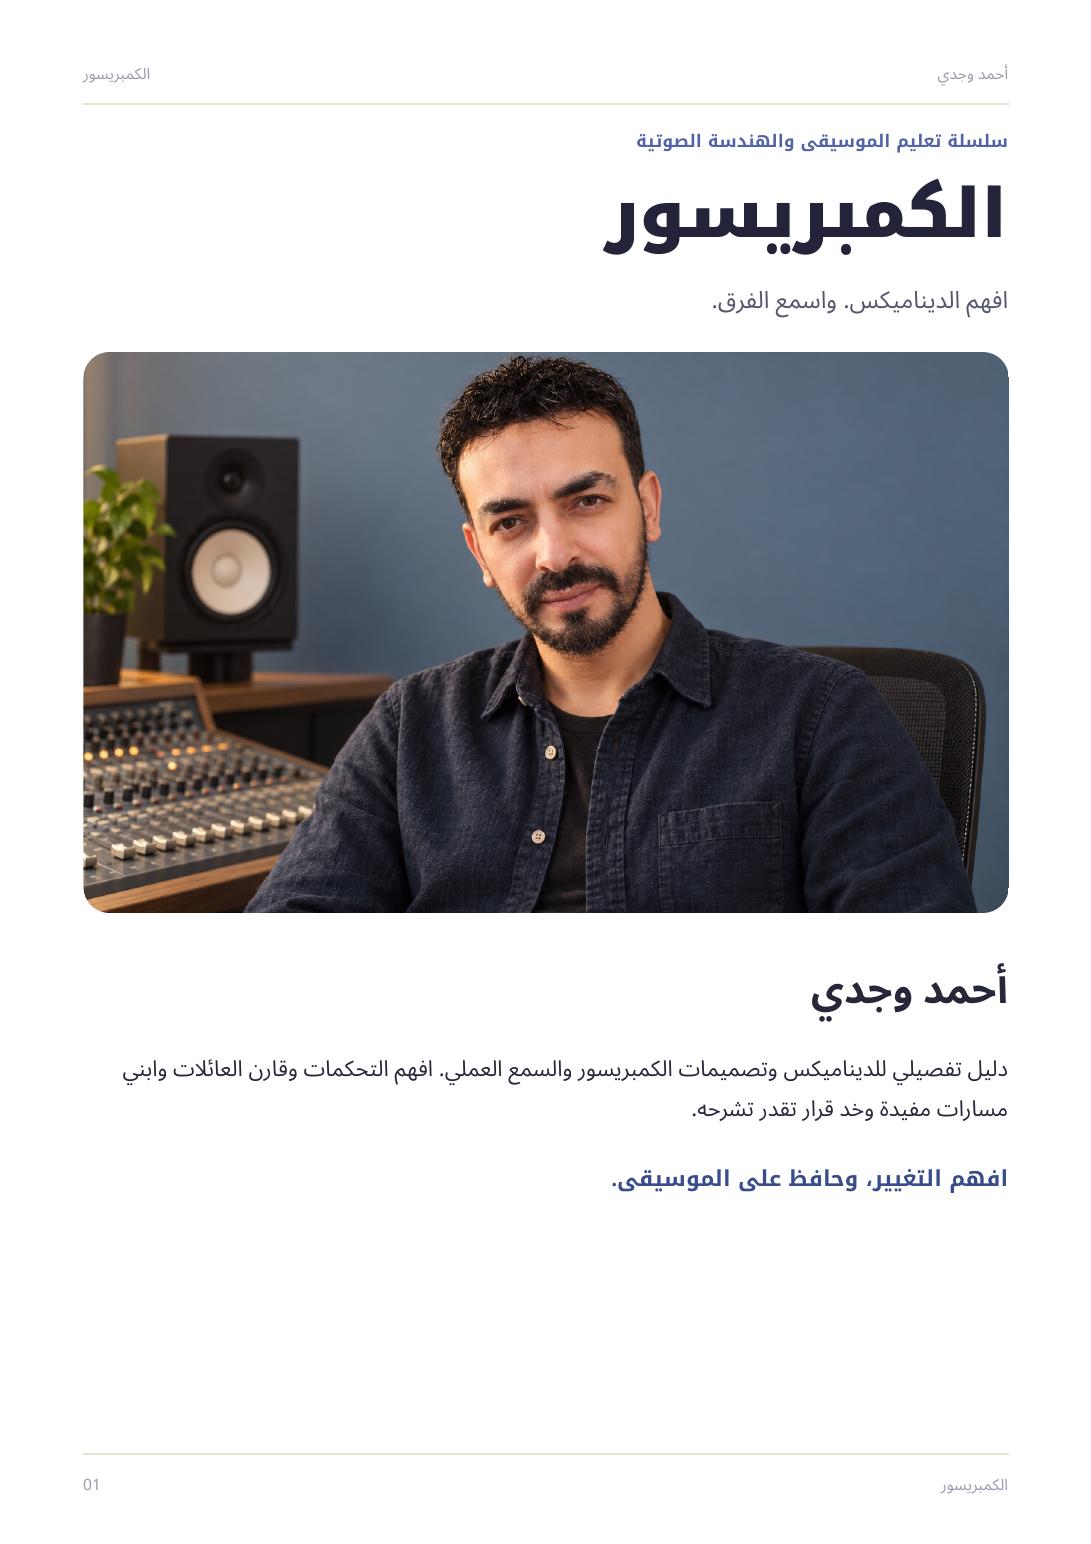 أحمد وجدي
الكمبريسور
سلسلة تعليم الموسيقى والهندسة الصوتية
الكمبريسور
افهم الديناميكس. واسمع الفرق.
أحمد وجدي
دليل تفصيلي للديناميكس وتصميمات الكمبريسور والسمع العملي. افهم التحكمات وقارن العائلات وابني
مسارات مفيدة وخد قرار تقدر تشرحه.
افهم التغيير، وحافظ على الموسيقى.
الكمبريسور
01